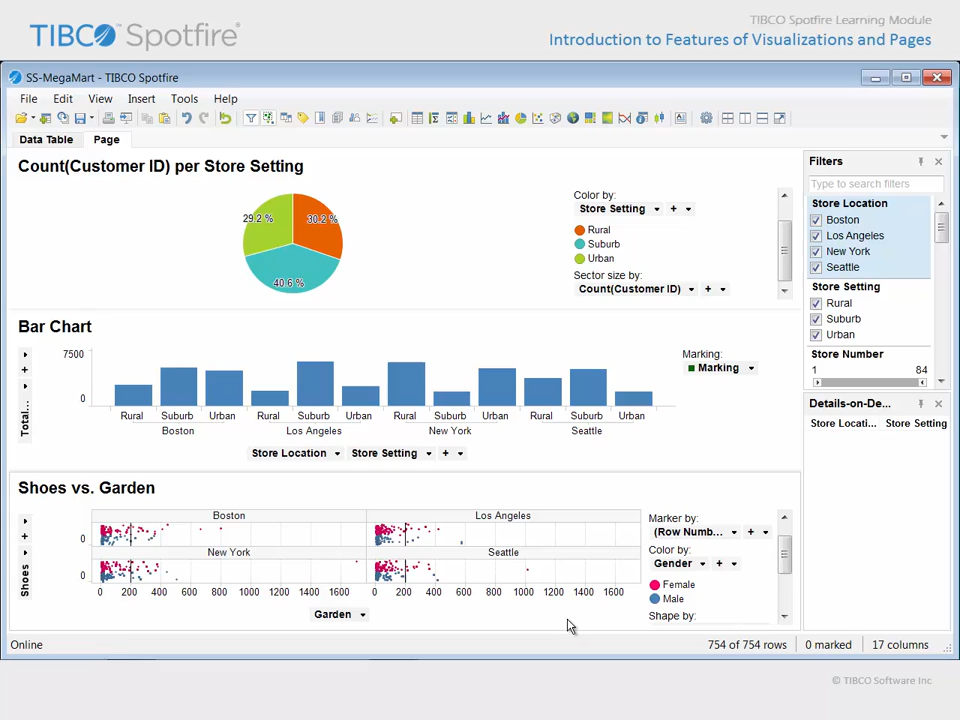 TIBCO Spotfire®
TIBCO Spotfire Learning Module
Introduction to Features of Visualizations and Pages
SS-MegaMart - TIBCO Spotfire
File Edit View Insert Tools Help
Data Table Page
Count(Customer ID) per Store Setting
29.2 % 30.2 %
40.6 %
Color by:
Store Setting +
Rural
Suburb
Urban
Sector size by:
Count(Customer ID) +
Bar Chart
7500
0
+
Total...
Rural Suburb Urban Rural Suburb Urban Rural Suburb Urban Rural Suburb Urban
Boston Los Angeles New York Seattle
Store Location Store Setting +
Marking:
Marking
Shoes vs. Garden
+
Shoes
Boston Los Angeles
0
New York Seattle
0
0 200 400 600 800 1000 1200 1400 1600 0 200 400 600 800 1000 1200 1400 1600
Garden
Marker by:
(Row Numb... +
Color by:
Gender +
Female
Male
Shape by:
Filters
Type to search filters
Store Location
Boston
Los Angeles
New York
Seattle
Store Setting
Rural
Suburb
Urban
Store Number
1 84
Details-on-De...
Store Locati... Store Setting
Online 754 of 754 rows 0 marked 17 columns
© TIBCO Software Inc